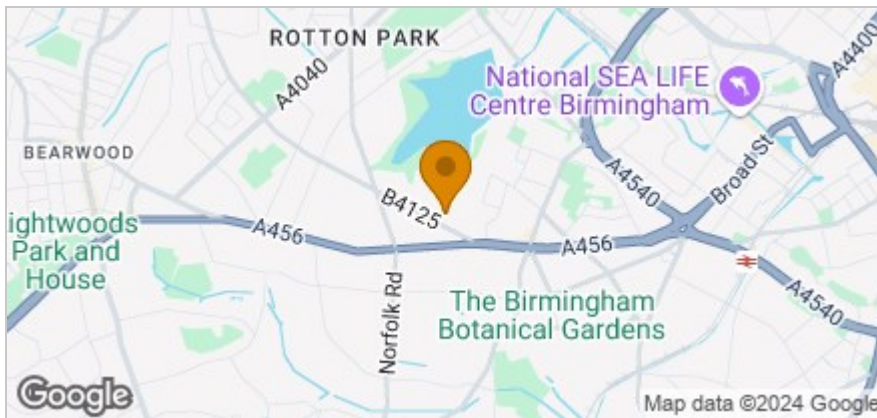 ROTTON PARK
A4040
National SEA LIFE
Centre Birmingham
A4400
BEARWOOD
Broad St
A4540
B4125
ightwoods
Park and
House
A456
A456
Norfolk Rd
The Birmingham
Botanical Gardens
A4540
Google
Map data ©2024 Google